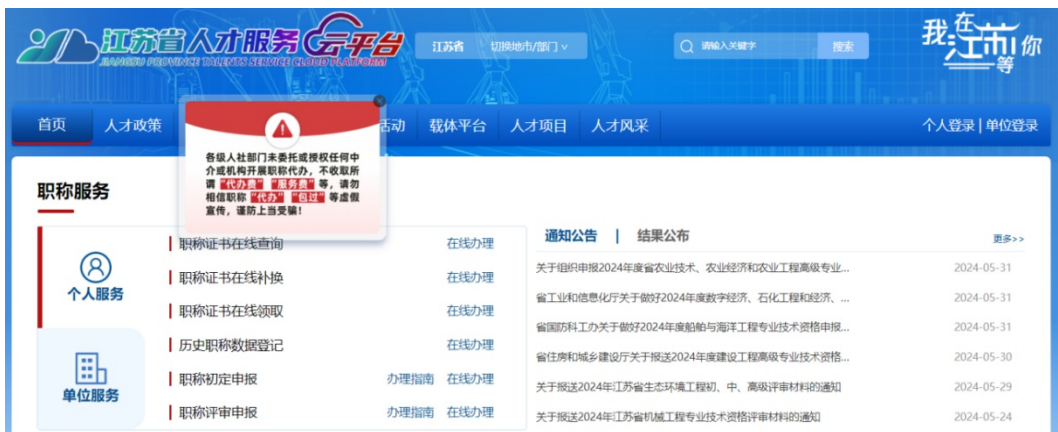 江苏省人才服务云平台
JIANGSU PROVINCE TALENTS SERVICE CLOUD PLATFORM
江苏省 切换地市/部门
请输入关键字 搜索
我在江苏等你
首页 人才政策 活动 载体平台 人才项目 人才风采 个人登录 | 单位登录
各级人社部门未委托或授权任何中
介或机构开展职称代办,不收取所
谓“代办费”“服务费”等,请勿
相信职称“代办”“包过”等虚假
宣传,谨防上当受骗!
职称服务
个人服务
单位服务
职称证书在线查询 在线办理
职称证书在线补换 在线办理
职称证书在线领取 在线办理
历史职称数据登记 在线办理
职称初定申报 办理指南 在线办理
职称评审申报 办理指南 在线办理
通知公告 | 结果公布 更多>>
关于组织申报2024年度省农业技术、农业经济和农业工程高级专业... 2024-05-31
省工业和信息化厅关于做好2024年度数字经济、石化工程和经济、... 2024-05-31
省国防科工办关于做好2024年度船舶与海洋工程专业技术资格申报... 2024-05-31
省住房和城乡建设厅关于报送2024年度建设工程高级专业技术资格... 2024-05-30
关于报送2024年江苏省生态环境工程初、中、高级评审材料的通知 2024-05-29
关于报送2024年江苏省机械工程专业技术资格评审材料的通知 2024-05-24